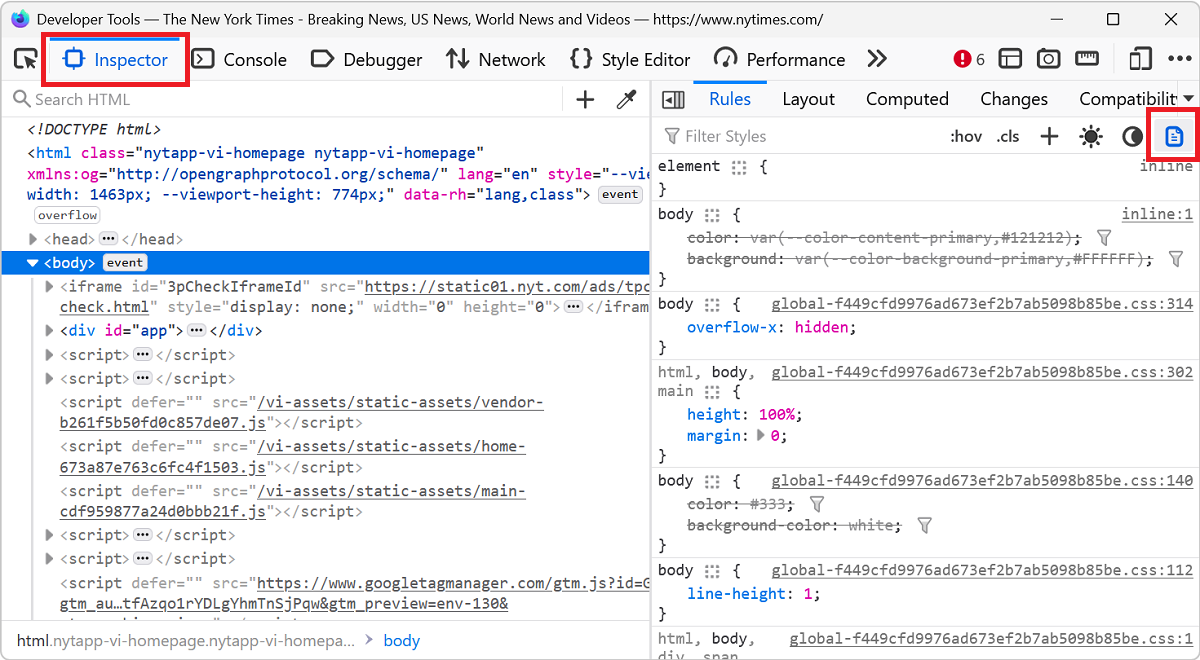 Developer Tools — The New York Times - Breaking News, US News, World News and Videos — https://www.nytimes.com/
Inspector Console Debugger Network Style Editor Performance 6
Search HTML
<!DOCTYPE html>
<html class="nytapp-vi-homepage nytapp-vi-homepage"
xmlns:og="http://opengraphprotocol.org/schema/" lang="en" style="--vie
width: 1463px; --viewport-height: 774px;" data-rh="lang,class"> event
overflow
<head>…</head>
<body> event
<iframe id="3pCheckIframeId" src="https://static01.nyt.com/ads/tpc
check.html" style="display: none;" width="0" height="0">…</ifram
<div id="app">…</div>
<script>…</script>
<script>…</script>
<script defer="" src="/vi-assets/static-assets/vendor-
b261f5b50fd0c857de07.js"></script>
<script defer="" src="/vi-assets/static-assets/home-
673a87e763c6fc4f1503.js"></script>
<script defer="" src="/vi-assets/static-assets/main-
cdf959877a24d0bbb21f.js"></script>
<script>…</script>
<script>…</script>
<script defer="" src="https://www.googletagmanager.com/gtm.js?id=G
gtm_au…tfAzqo1rYDLgYhmTnSjPqw&gtm_preview=env-130&
html.nytapp-vi-homepage.nytapp-vi-homepa... > body
Rules Layout Computed Changes Compatibilit
Filter Styles :hov .cls +
element { inline
}
body { inline:1
color: var(--color-content-primary,#121212);
background: var(--color-background-primary,#FFFFFF);
}
body { global-f449cfd9976ad673ef2b7ab5098b85be.css:314
overflow-x: hidden;
}
html, body, global-f449cfd9976ad673ef2b7ab5098b85be.css:302
main {
height: 100%;
margin: 0;
}
body { global-f449cfd9976ad673ef2b7ab5098b85be.css:140
color: #333;
background-color: white;
}
body { global-f449cfd9976ad673ef2b7ab5098b85be.css:112
line-height: 1;
}
html, body, global-f449cfd9976ad673ef2b7ab5098b85be.css:1
div, span,